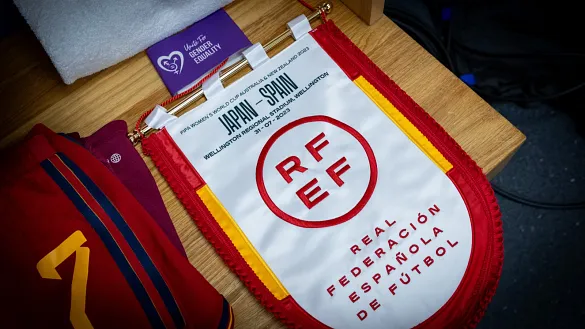 Unite For
GENDER
EQUALITY
FIFA WOMEN'S WORLD CUP AUSTRALIA & NEW ZEALAND 2023
JAPAN – SPAIN
WELLINGTON REGIONAL STADIUM, WELLINGTON
31 - 07 - 2023
RF
EF
REAL
FEDERACIÓN
ESPAÑOLA
DE FÚTBOL
7